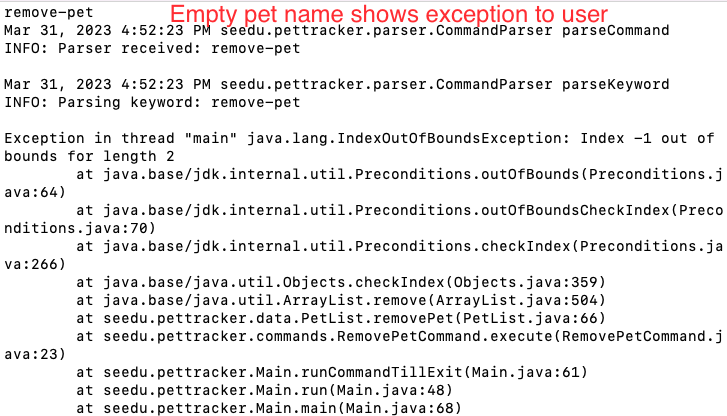 remove-pet
Empty pet name shows exception to user
Mar 31, 2023 4:52:23 PM seedu.pettracker.parser.CommandParser parseCommand
INFO: Parser received: remove-pet
Mar 31, 2023 4:52:23 PM seedu.pettracker.parser.CommandParser parseKeyword
INFO: Parsing keyword: remove-pet
Exception in thread "main" java.lang.IndexOutOfBoundsException: Index -1 out of
bounds for length 2
at java.base/jdk.internal.util.Preconditions.outOfBounds(Preconditions.j
ava:64)
at java.base/jdk.internal.util.Preconditions.outOfBoundsCheckIndex(Preco
nditions.java:70)
at java.base/jdk.internal.util.Preconditions.checkIndex(Preconditions.ja
va:266)
at java.base/java.util.Objects.checkIndex(Objects.java:359)
at java.base/java.util.ArrayList.remove(ArrayList.java:504)
at seedu.pettracker.data.PetList.removePet(PetList.java:66)
at seedu.pettracker.commands.RemovePetCommand.execute(RemovePetCommand.j
ava:23)
at seedu.pettracker.Main.runCommandTillExit(Main.java:61)
at seedu.pettracker.Main.run(Main.java:48)
at seedu.pettracker.Main.main(Main.java:68)